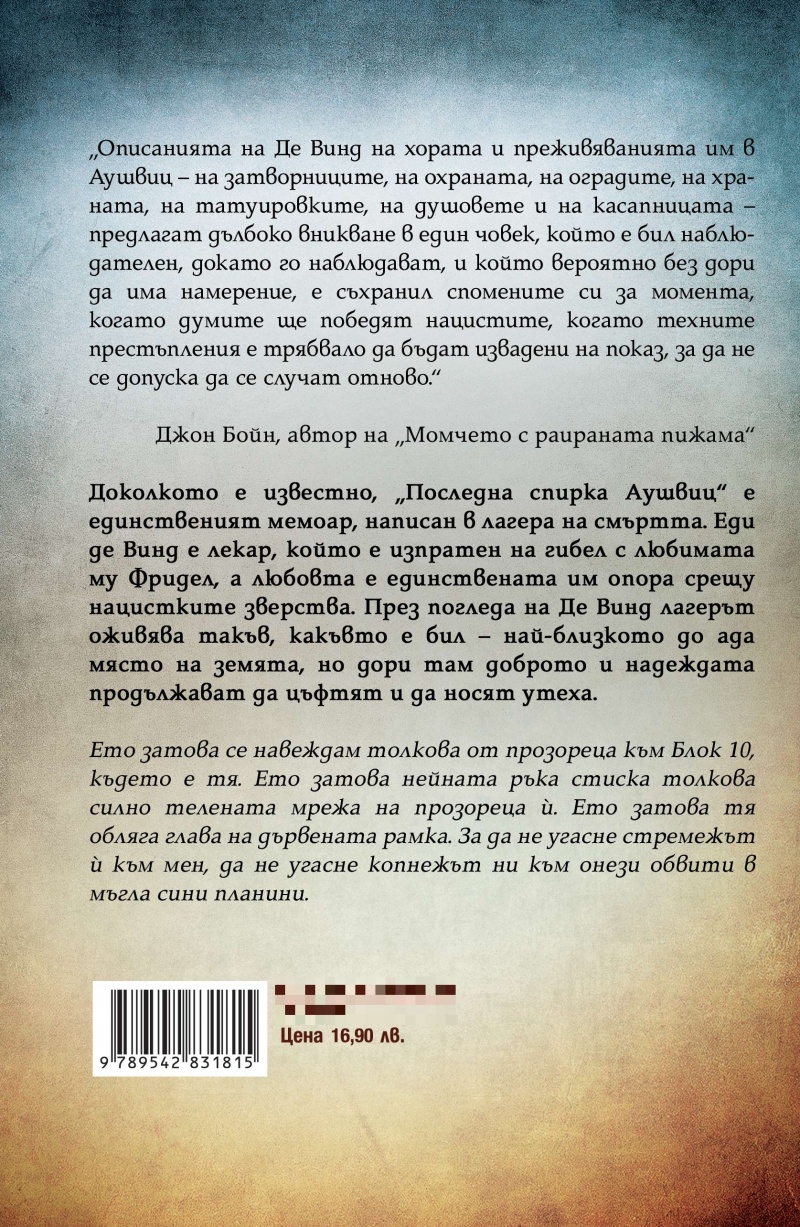 „Описанията на Де Винд на хората и преживяванията им в
Аушвиц – на затворниците, на охраната, на оградите, на хра-
ната, на татуировките, на душовете и на касапницата –
предлагат дълбоко вникване в един човек, който е бил наблю-
дателен, докато го наблюдават, и който вероятно без дори
да има намерение, е съхранил спомените си за момента,
когато думите ще победят нацистите, когато техните
престъпления е трябвало да бъдат извадени на показ, за да не
се допуска да се случат отново.“
Джон Бойн, автор на „Момчето с раираната пижама“
Доколкото е известно, „Последна спирка Аушвиц“ е
единственият мемоар, написан в лагера на смъртта. Еди
де Винд е лекар, който е изпратен на гибел с любимата
му Фридел, а любовта е единствената им опора срещу
нацистките зверства. През погледа на Де Винд лагерът
оживява такъв, какъвто е бил – най-близкото до ада
място на земята, но дори там доброто и надеждата
продължават да цъфтят и да носят утеха.
Ето затова се навеждам толкова от прозореца към Блок 10,
където е тя. Ето затова нейната ръка стиска толкова
силно телената мрежа на прозореца ѝ. Ето затова тя
обляга глава на дървената рамка. За да не угасне стремежът
ѝ към мен, да не угасне копнежът ни към онези обвити в
мъгла сини планини.
Цена 16,90 лв.
9 789542 831815